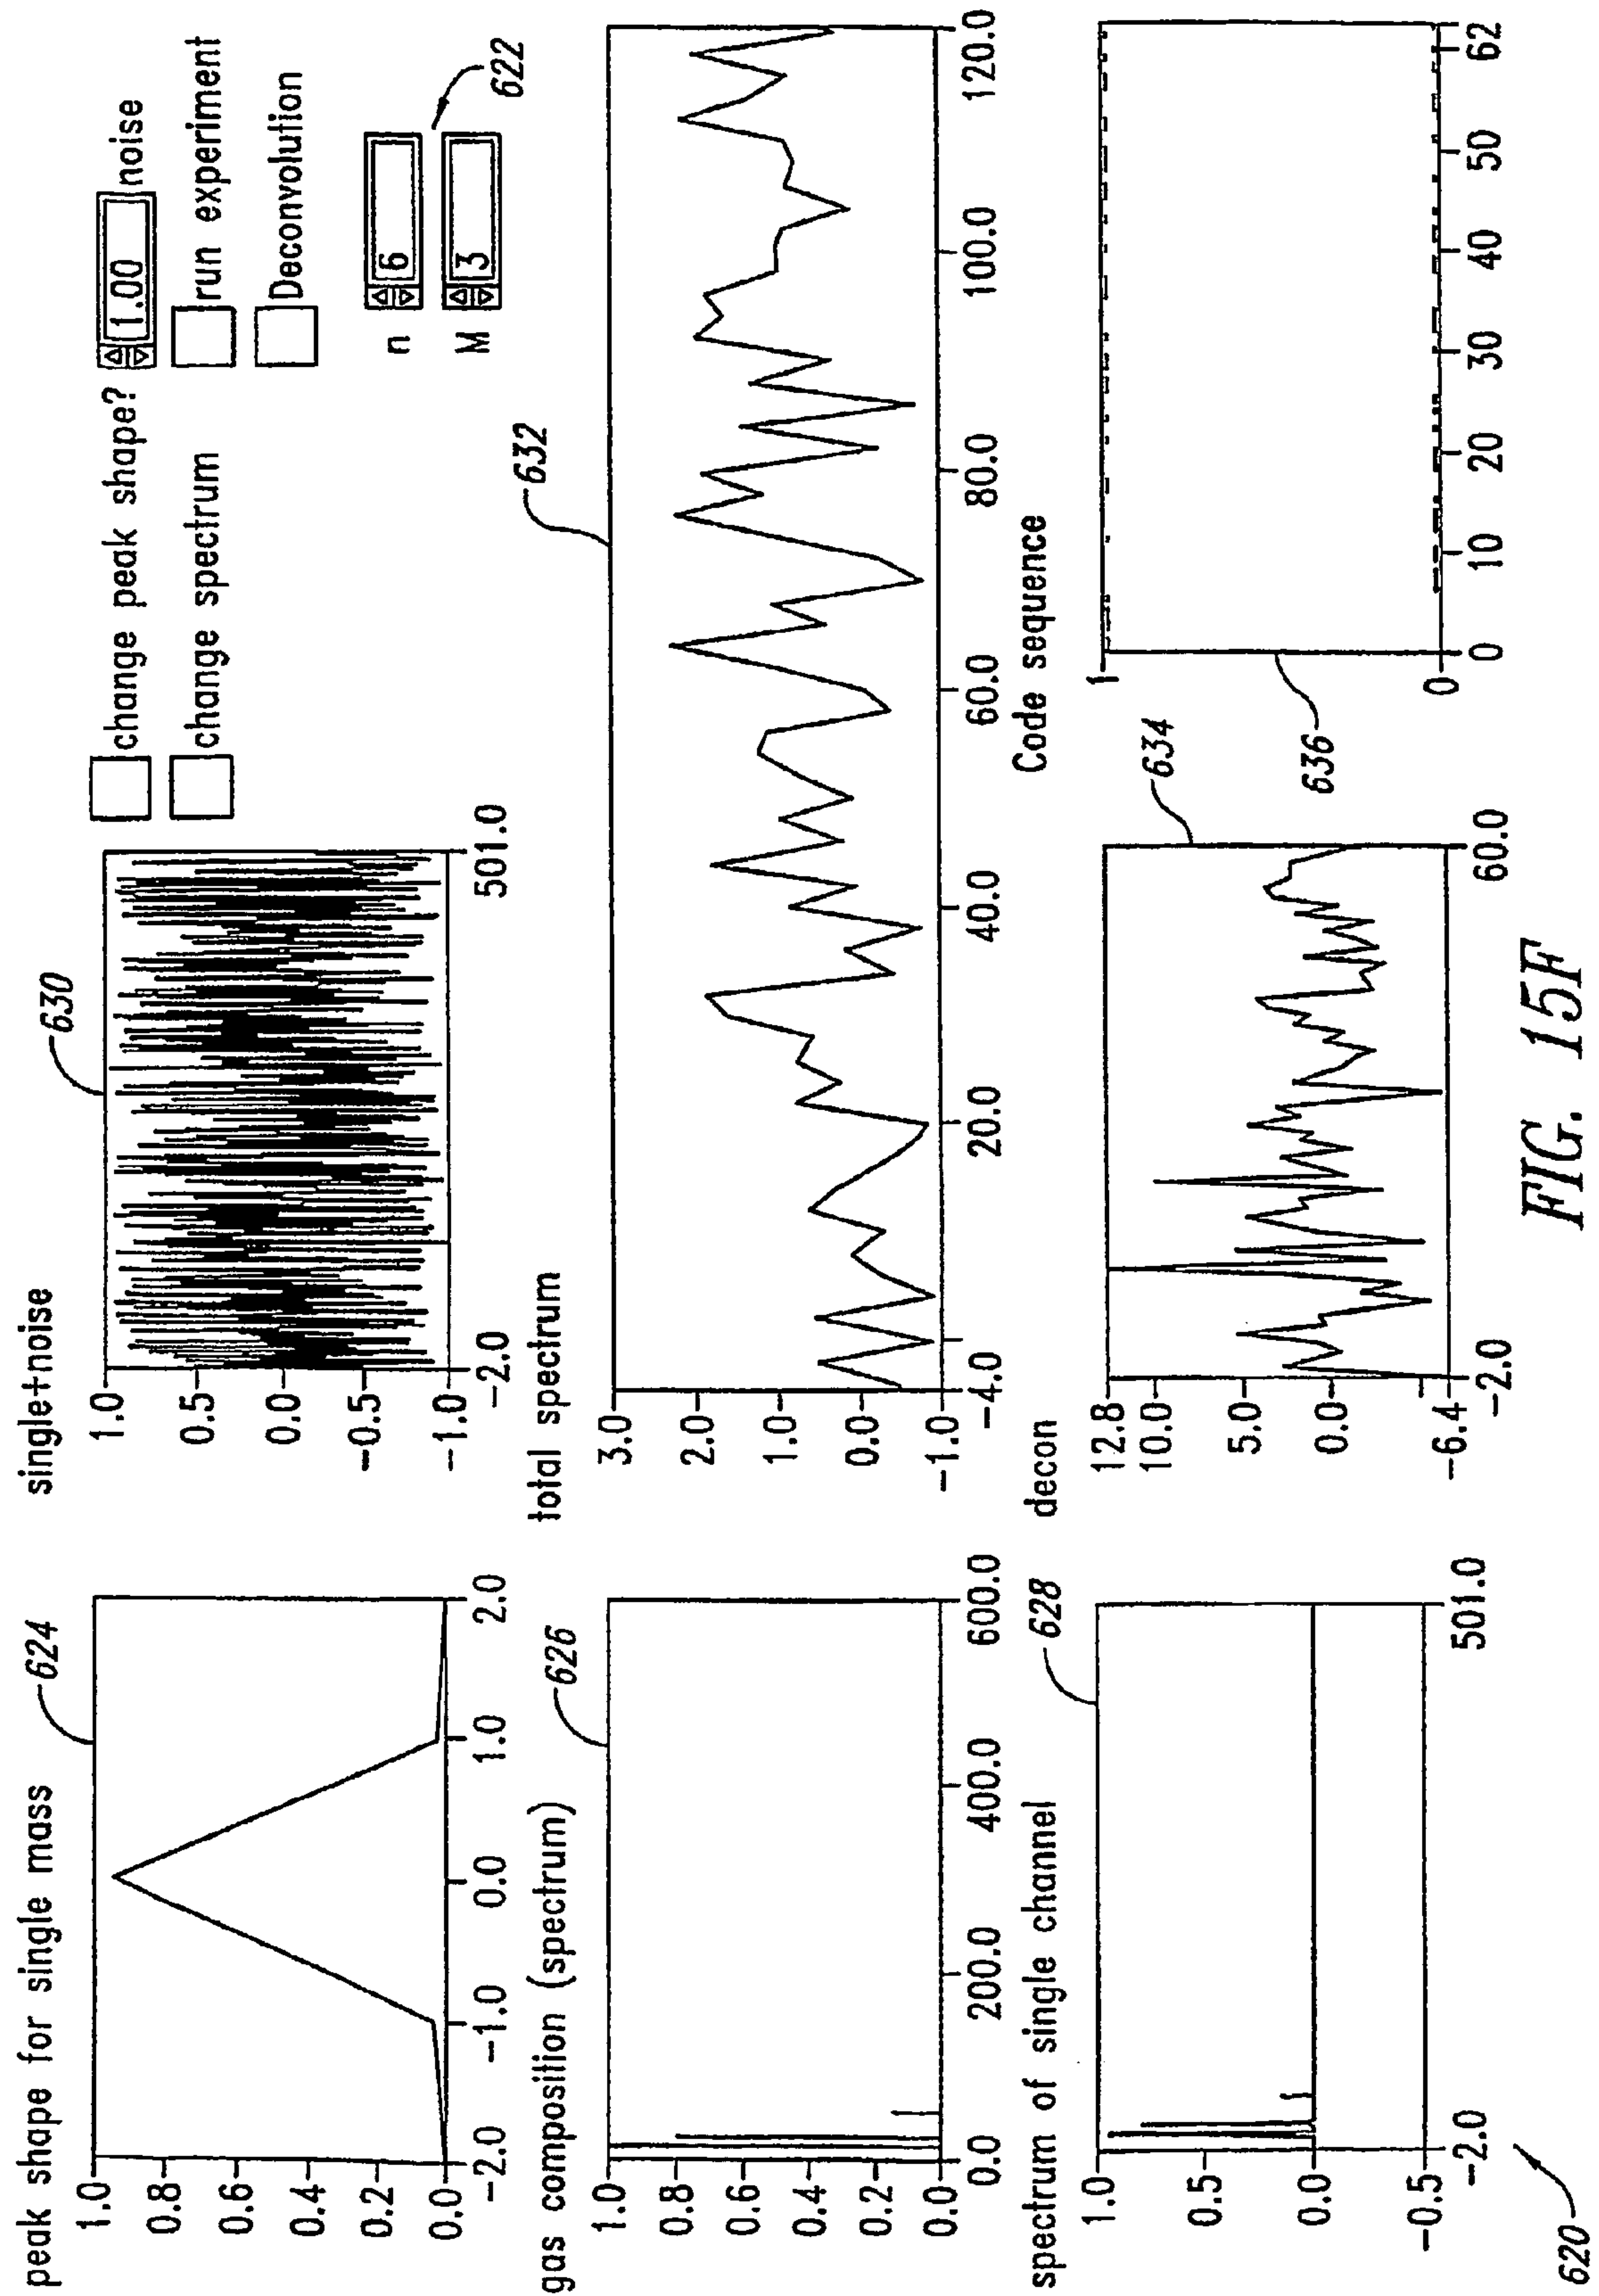 peak shape for single mass
624
1.0
0.8
0.6
0.4
0.2
0.0
-2.0 -1.0 0.0 1.0 2.0
gas composition (spectrum)
626
1.0
0.8
0.6
0.4
0.2
0.0
0.0 200.0 400.0 600.0
spectrum of single channel
628
1.0
0.5
0.0
-0.5
-2.0 501.0
620
single+noise
630
1.0
0.5
0.0
-0.5
-1.0
-2.0 501.0
change peak shape?
1.00 noise
change spectrum
run experiment
Deconvolution
n 6
M 3
622
total spectrum
632
3.0
2.0
1.0
0.0
-1.0
-4.0 20.0 40.0 60.0 80.0 100.0 120.0
decon
634
12.8
10.0
5.0
0.0
-6.4
-2.0 60.0
Code sequence
1
0
636
0 10 20 30 40 50 62
FIG. 15F